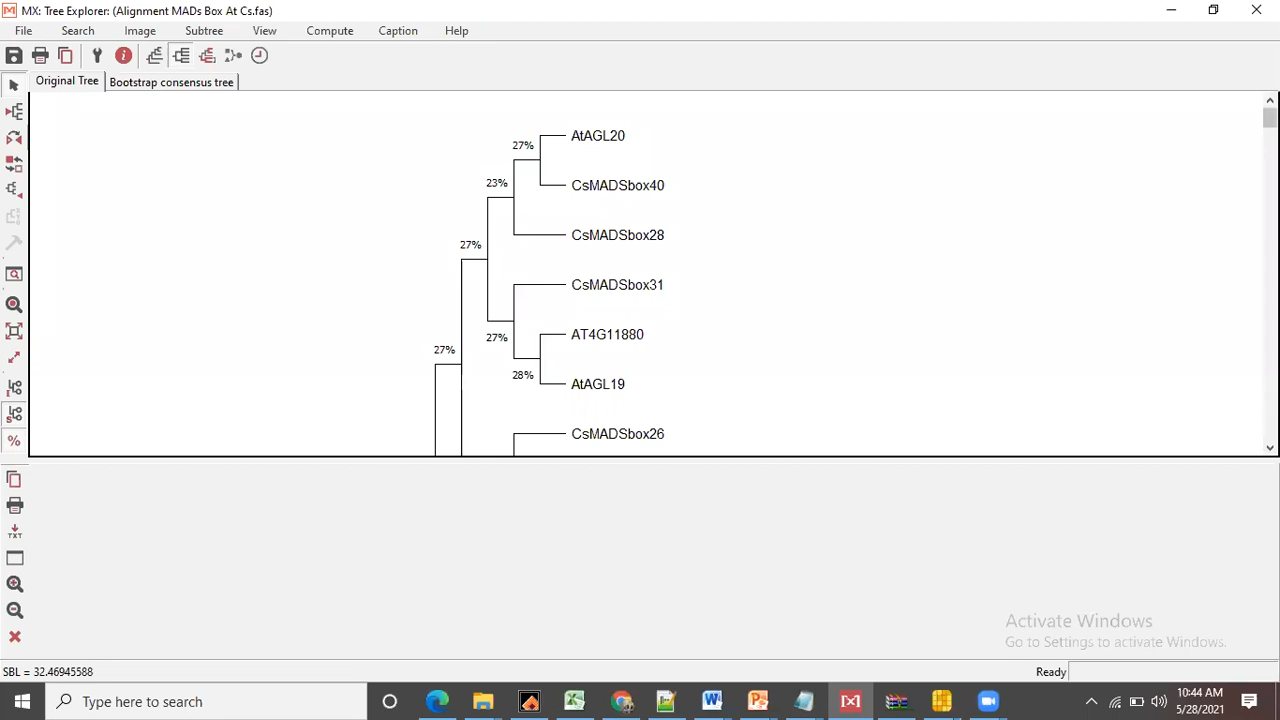 MX: Tree Explorer: (Alignment MADs Box At Cs.fas)
File Search Image Subtree View Compute Caption Help
Original Tree Bootstrap consensus tree
AtAGL20
27%
CsMADSbox40
23%
CsMADSbox28
27%
CsMADSbox31
AT4G11880
27%
27%
28%
AtAGL19
CsMADSbox26
%
TXT
Activate Windows
Go to Settings to activate Windows.
SBL = 32.46945588
Ready
Type here to search
10:44 AM
5/28/2021